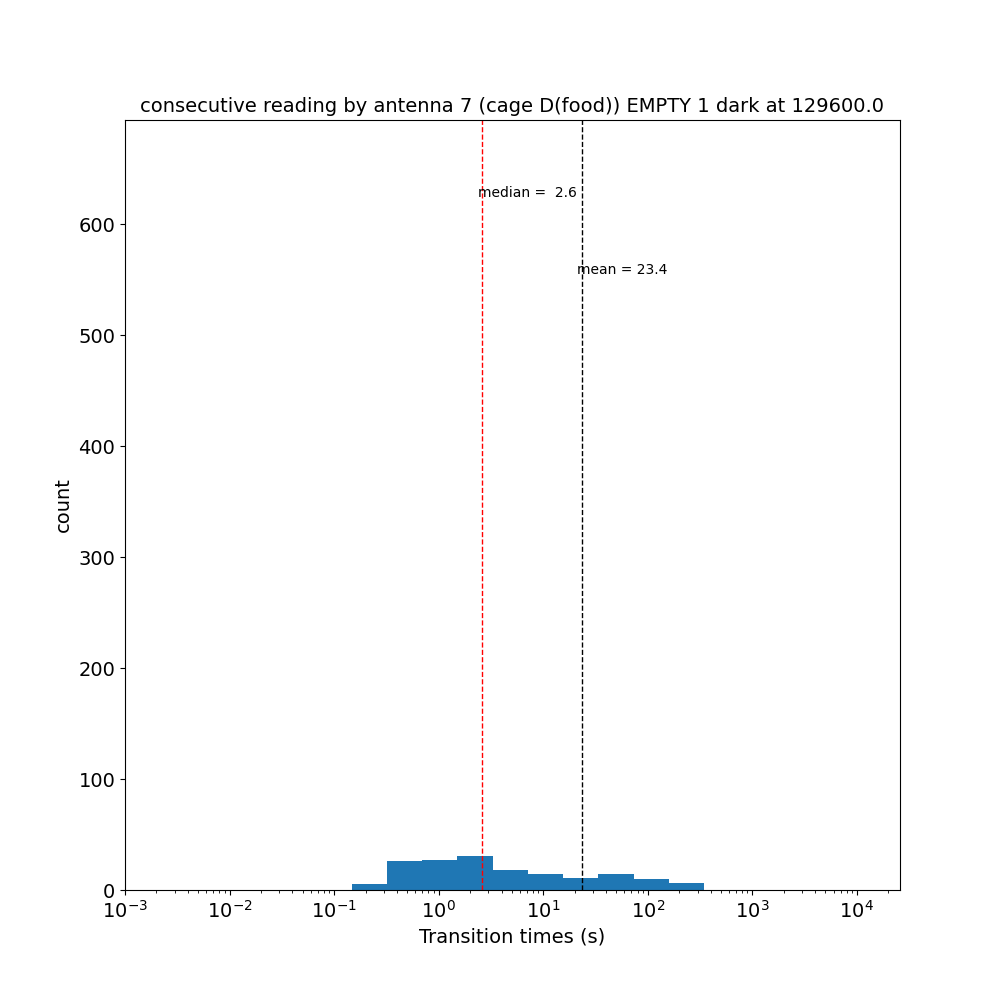 consecutive reading by antenna 7 (cage D(food)) EMPTY 1 dark at 129600.0
median =  2.6
mean = 23.4
600
500
400
300
200
100
0
count
10⁻³ 10⁻² 10⁻¹ 10⁰ 10¹ 10² 10³ 10⁴
Transition times (s)